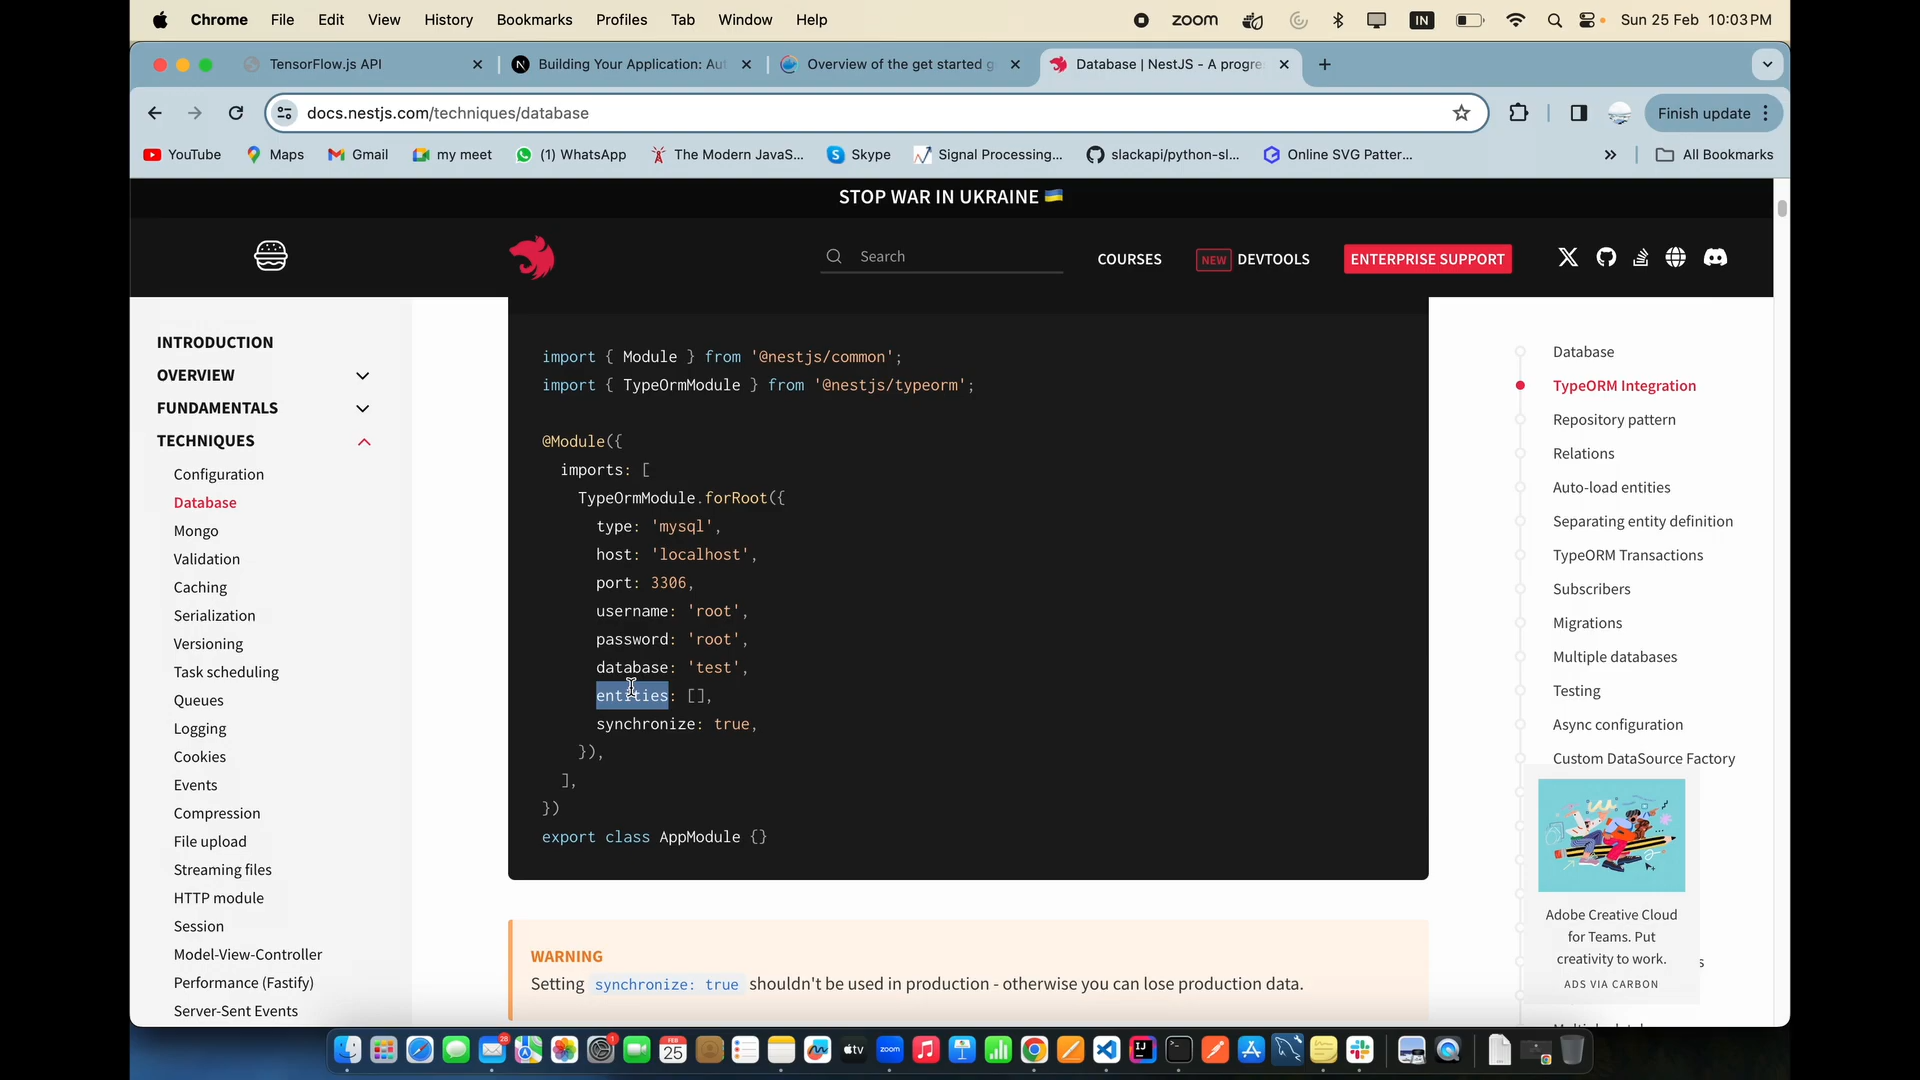 Chrome File Edit View History Bookmarks Profiles Tab Window Help zoom IN Sun 25 Feb 10:03 PM
TensorFlow.js API
Building Your Application: Au
Overview of the get started g
Database | NestJS - A progre
docs.nestjs.com/techniques/database
Finish update
YouTube Maps Gmail my meet (1) WhatsApp The Modern JavaS... Skype Signal Processing... slackapi/python-sl... Online SVG Patter... All Bookmarks
STOP WAR IN UKRAINE
Search
COURSES
NEW DEVTOOLS
ENTERPRISE SUPPORT
INTRODUCTION
OVERVIEW
FUNDAMENTALS
TECHNIQUES
Configuration
Database
Mongo
Validation
Caching
Serialization
Versioning
Task scheduling
Queues
Logging
Cookies
Events
Compression
File upload
Streaming files
HTTP module
Session
Model-View-Controller
Performance (Fastify)
Server-Sent Events
import { Module } from '@nestjs/common';
import { TypeOrmModule } from '@nestjs/typeorm';
@Module({
imports: [
TypeOrmModule.forRoot({
type: 'mysql',
host: 'localhost',
port: 3306,
username: 'root',
password: 'root',
database: 'test',
entities: [],
synchronize: true,
}),
],
})
export class AppModule {}
WARNING
Setting synchronize: true shouldn't be used in production - otherwise you can lose production data.
Database
TypeORM Integration
Repository pattern
Relations
Auto-load entities
Separating entity definition
TypeORM Transactions
Subscribers
Migrations
Multiple databases
Testing
Async configuration
Custom DataSource Factory
Adobe Creative Cloud
for Teams. Put
creativity to work.
ADS VIA CARBON
FEB
25
tv
zoom
IJ
28
1